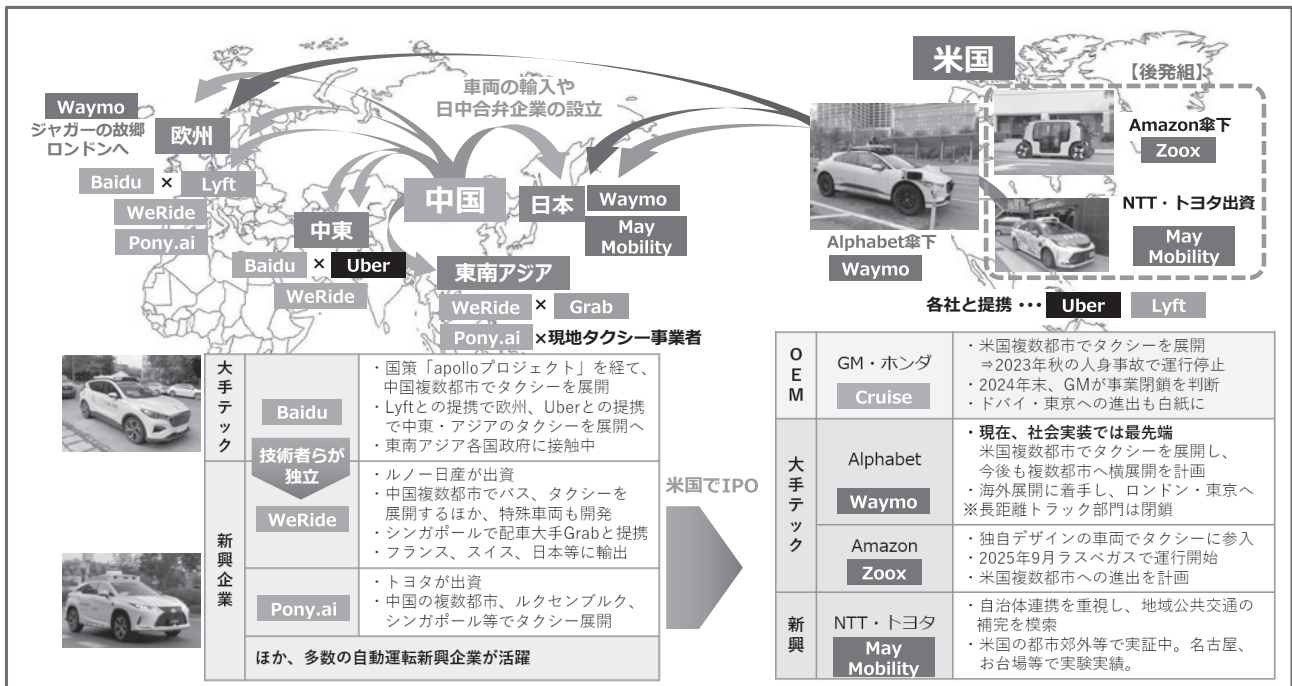 米国
【後発組】
車両の輸入や
日中合弁企業の設立
Waymo
ジャガーの故郷
ロンドンへ
欧州
Baidu × Lyft
WeRide
Pony.ai
中国
日本
Waymo
May
Mobility
中東
Baidu × Uber
WeRide
東南アジア
WeRide × Grab
Pony.ai ×現地タクシー事業者
Alphabet傘下
Waymo
Amazon傘下
Zoox
NTT・トヨタ出資
May
Mobility
各社と提携・・・ Uber Lyft
大手テック
Baidu
・国策「apolloプロジェクト」を経て、
中国複数都市でタクシーを展開
・Lyftとの提携で欧州、Uberとの提携
で中東・アジアのタクシーを展開へ
・東南アジア各国政府に接触中
技術者らが
独立
新興企業
WeRide
・ルノー日産が出資
・中国複数都市でバス、タクシーを
展開するほか、特殊車両も開発
・シンガポールで配車大手Grabと提携
・フランス、スイス、日本等に輸出
Pony.ai
・トヨタが出資
・中国の複数都市、ルクセンブルク、
シンガポール等でタクシー展開
ほか、多数の自動運転新興企業が活躍
米国でIPO
OEM
GM・ホンダ
Cruise
・米国複数都市でタクシーを展開
⇒2023年秋の人身事故で運行停止
・2024年末、GMが事業閉鎖を判断
・ドバイ・東京への進出も白紙に
大手テック
Alphabet
Waymo
・現在、社会実装では最先端
米国複数都市でタクシーを展開し、
今後も複数都市へ横展開を計画
・海外展開に着手し、ロンドン・東京へ
※長距離トラック部門は閉鎖
Amazon
Zoox
・独自デザインの車両でタクシーに参入
・2025年9月ラスベガスで運行開始
・米国複数都市への進出を計画
新興
NTT・トヨタ
May
Mobility
・自治体連携を重視し、地域公共交通の
補完を模索
・米国の都市郊外等で実証中。名古屋、
お台場等で実験実績。